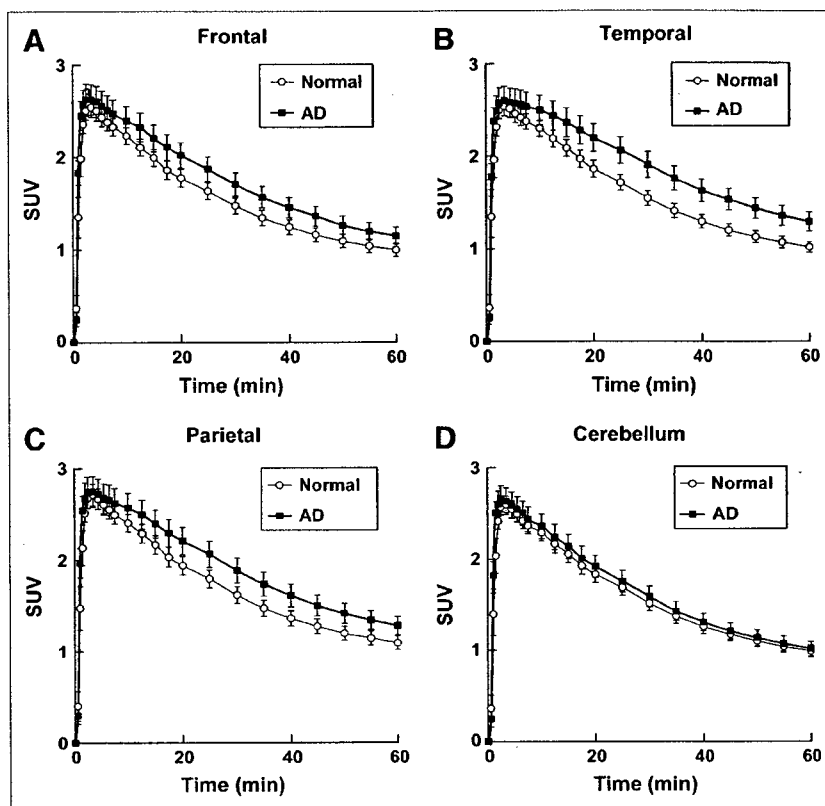 A
Frontal
Normal
AD
3
2
1
0
SUV
0 20 40 60
Time (min)
B
Temporal
Normal
AD
3
2
1
0
SUV
0 20 40 60
Time (min)
C
Parietal
Normal
AD
3
2
1
0
SUV
0 20 40 60
Time (min)
D
Cerebellum
Normal
AD
3
2
1
0
SUV
0 20 40 60
Time (min)